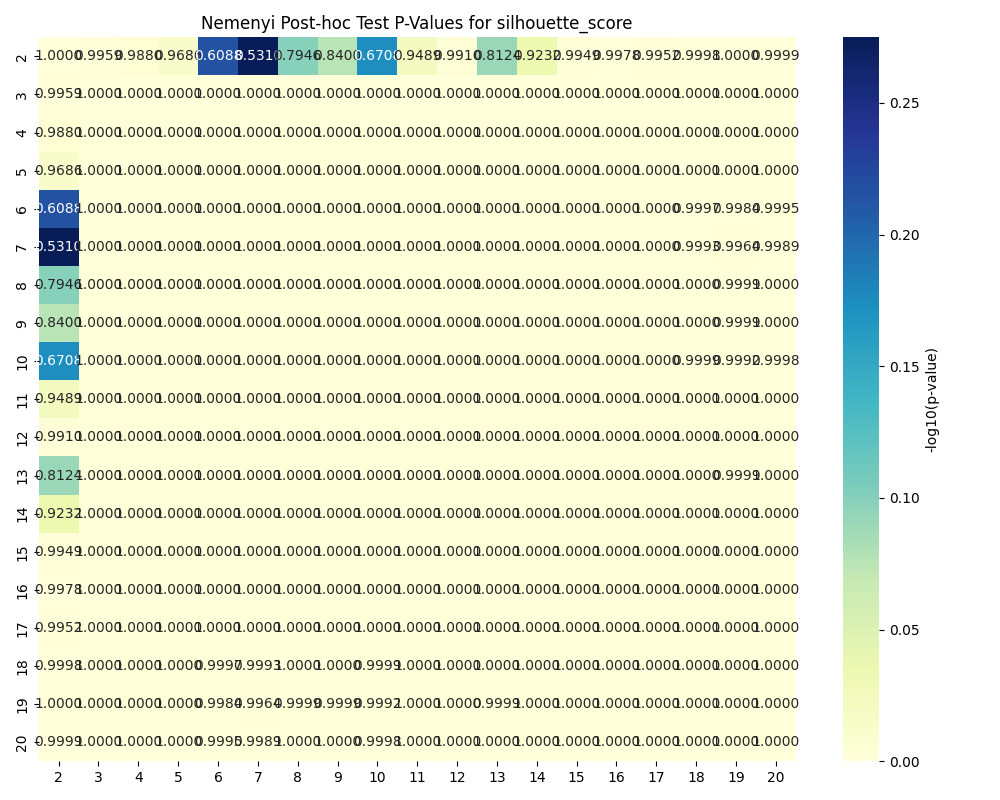 Nemenyi Post-hoc Test P-Values for silhouette_score
2 1.0000 0.9959 0.9880 0.9686 0.6088 0.5310 0.7946 0.8400 0.6708 0.9489 0.9910 0.8124 0.9232 0.9949 0.9978 0.9952 0.9998 1.0000 0.9999
3 0.9959 1.0000 1.0000 1.0000 1.0000 1.0000 1.0000 1.0000 1.0000 1.0000 1.0000 1.0000 1.0000 1.0000 1.0000 1.0000 1.0000 1.0000 1.0000
4 0.9880 1.0000 1.0000 1.0000 1.0000 1.0000 1.0000 1.0000 1.0000 1.0000 1.0000 1.0000 1.0000 1.0000 1.0000 1.0000 1.0000 1.0000 1.0000
5 0.9686 1.0000 1.0000 1.0000 1.0000 1.0000 1.0000 1.0000 1.0000 1.0000 1.0000 1.0000 1.0000 1.0000 1.0000 1.0000 1.0000 1.0000 1.0000
6 0.6088 1.0000 1.0000 1.0000 1.0000 1.0000 1.0000 1.0000 1.0000 1.0000 1.0000 1.0000 1.0000 1.0000 1.0000 1.0000 0.9997 0.9984 0.9995
7 0.5310 1.0000 1.0000 1.0000 1.0000 1.0000 1.0000 1.0000 1.0000 1.0000 1.0000 1.0000 1.0000 1.0000 1.0000 1.0000 0.9993 0.9964 0.9989
8 0.7946 1.0000 1.0000 1.0000 1.0000 1.0000 1.0000 1.0000 1.0000 1.0000 1.0000 1.0000 1.0000 1.0000 1.0000 1.0000 1.0000 0.9999 1.0000
9 0.8400 1.0000 1.0000 1.0000 1.0000 1.0000 1.0000 1.0000 1.0000 1.0000 1.0000 1.0000 1.0000 1.0000 1.0000 1.0000 1.0000 0.9999 1.0000
10 0.6708 1.0000 1.0000 1.0000 1.0000 1.0000 1.0000 1.0000 1.0000 1.0000 1.0000 1.0000 1.0000 1.0000 1.0000 1.0000 0.9999 0.9992 0.9998
11 0.9489 1.0000 1.0000 1.0000 1.0000 1.0000 1.0000 1.0000 1.0000 1.0000 1.0000 1.0000 1.0000 1.0000 1.0000 1.0000 1.0000 1.0000 1.0000
12 0.9910 1.0000 1.0000 1.0000 1.0000 1.0000 1.0000 1.0000 1.0000 1.0000 1.0000 1.0000 1.0000 1.0000 1.0000 1.0000 1.0000 1.0000 1.0000
13 0.8124 1.0000 1.0000 1.0000 1.0000 1.0000 1.0000 1.0000 1.0000 1.0000 1.0000 1.0000 1.0000 1.0000 1.0000 1.0000 1.0000 0.9999 1.0000
14 0.9232 1.0000 1.0000 1.0000 1.0000 1.0000 1.0000 1.0000 1.0000 1.0000 1.0000 1.0000 1.0000 1.0000 1.0000 1.0000 1.0000 1.0000 1.0000
15 0.9949 1.0000 1.0000 1.0000 1.0000 1.0000 1.0000 1.0000 1.0000 1.0000 1.0000 1.0000 1.0000 1.0000 1.0000 1.0000 1.0000 1.0000 1.0000
16 0.9978 1.0000 1.0000 1.0000 1.0000 1.0000 1.0000 1.0000 1.0000 1.0000 1.0000 1.0000 1.0000 1.0000 1.0000 1.0000 1.0000 1.0000 1.0000
17 0.9952 1.0000 1.0000 1.0000 1.0000 1.0000 1.0000 1.0000 1.0000 1.0000 1.0000 1.0000 1.0000 1.0000 1.0000 1.0000 1.0000 1.0000 1.0000
18 0.9998 1.0000 1.0000 1.0000 0.9997 0.9993 1.0000 1.0000 0.9999 1.0000 1.0000 1.0000 1.0000 1.0000 1.0000 1.0000 1.0000 1.0000 1.0000
19 1.0000 1.0000 1.0000 1.0000 0.9984 0.9964 0.9999 0.9999 0.9992 1.0000 1.0000 0.9999 1.0000 1.0000 1.0000 1.0000 1.0000 1.0000 1.0000
20 0.9999 1.0000 1.0000 1.0000 0.9995 0.9989 1.0000 1.0000 0.9998 1.0000 1.0000 1.0000 1.0000 1.0000 1.0000 1.0000 1.0000 1.0000 1.0000
2 3 4 5 6 7 8 9 10 11 12 13 14 15 16 17 18 19 20
0.25
0.20
0.15
0.10
0.05
0.00
-log10(p-value)